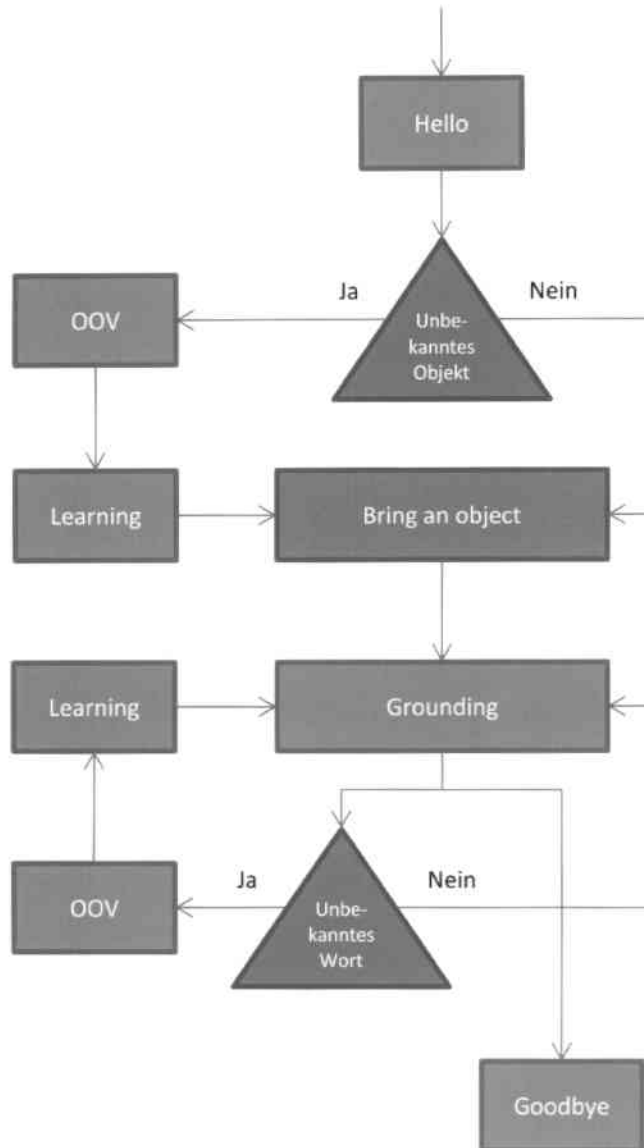 Hello
Ja
Nein
OOV
Unbe-
kanntes
Objekt
Learning
Bring an object
Learning
Grounding
Ja
Nein
OOV
Unbe-
kanntes
Wort
Goodbye